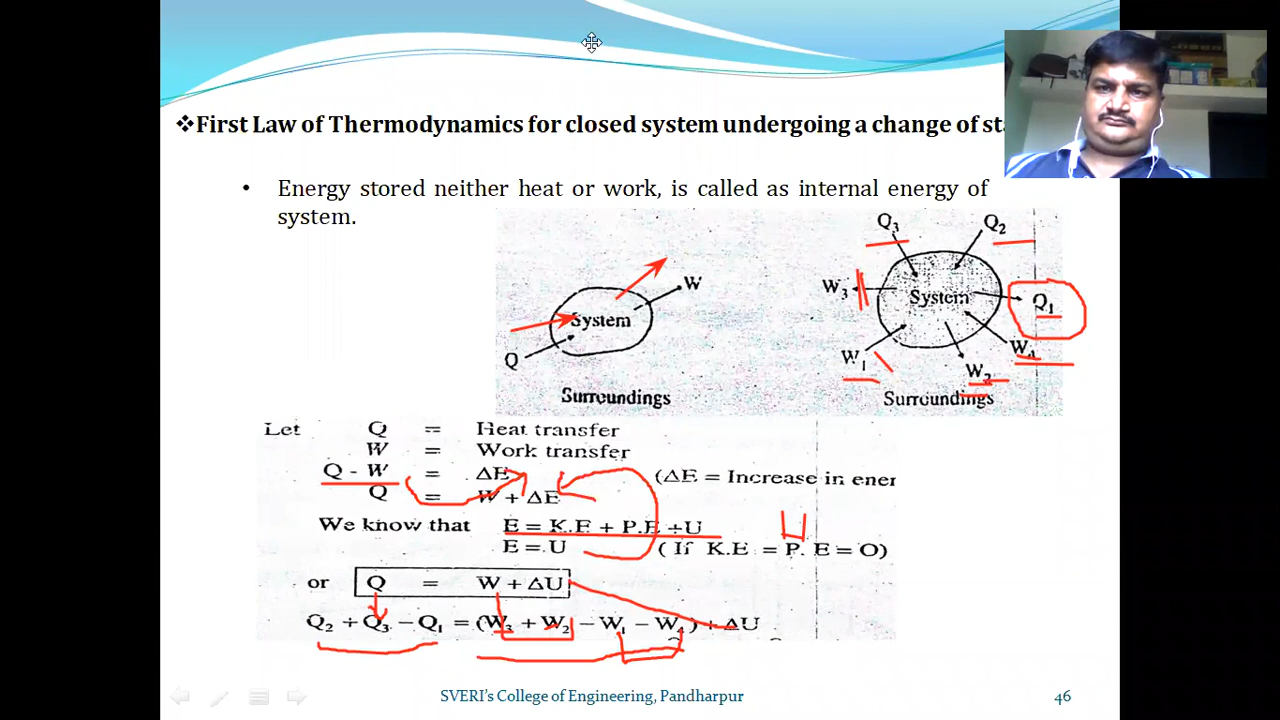 ❖First Law of Thermodynamics for closed system undergoing a change of st
• Energy stored neither heat or work, is called as internal energy of
system.
Q3 Q2
W W3 System Q1
System
Q W1 W2 W4
Surroundings Surroundings
Let Q = Heat transfer
W = Work transfer
Q - W = ΔE (ΔE = Increase in ener
Q = W + ΔE
We know that E = K.E + P.E +U U
E = U ( If K.E = P. E = O)
or Q = W + ΔU
Q2 + Q3 - Q1 = (W3 + W2 - W1 - W4) + ΔU
SVERI's College of Engineering, Pandharpur 46